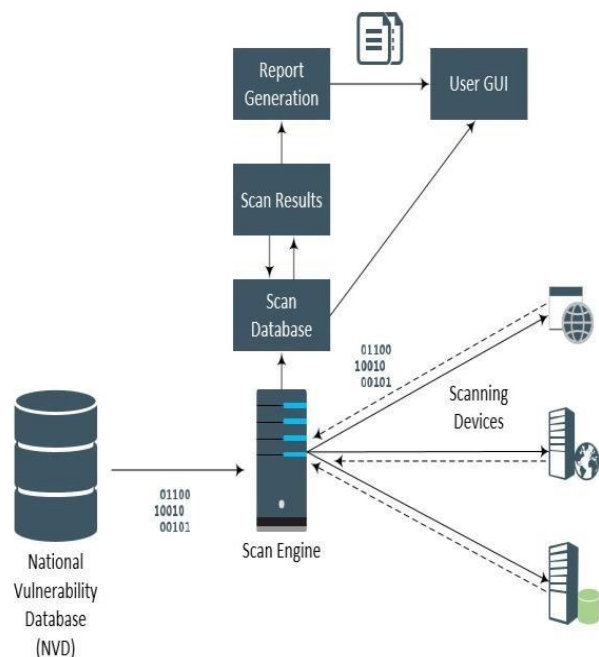 Report
Generation
User GUI
Scan Results
Scan
Database
01100
10010
00101
Scanning
Devices
01100
10010
00101
Scan Engine
National
Vulnerability
Database
(NVD)